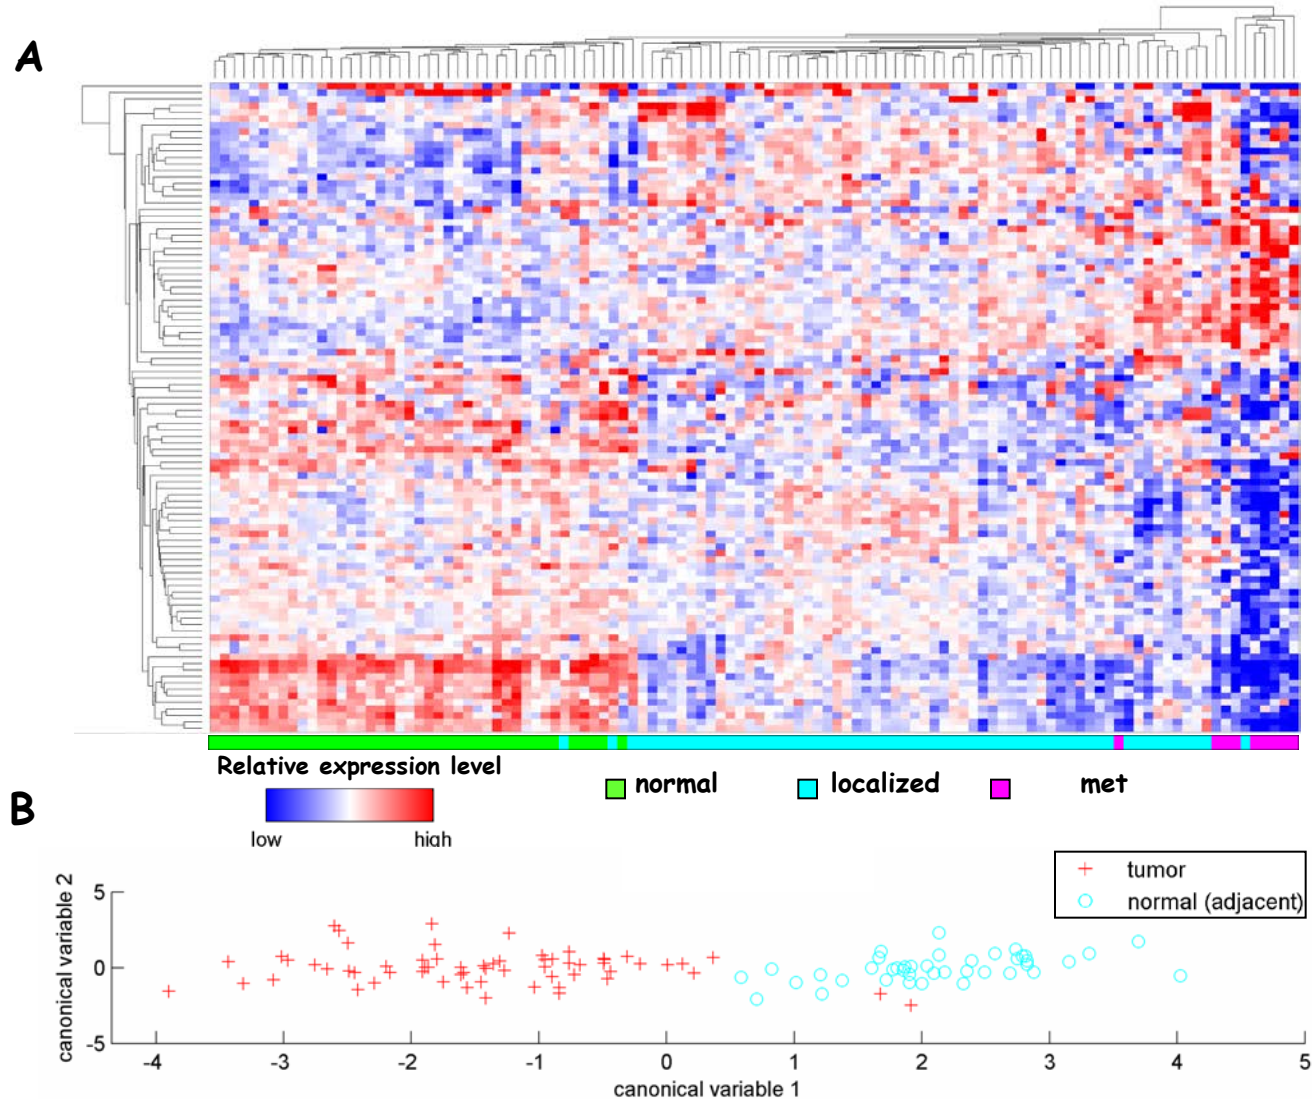 A
Relative expression level
low high
normal localized met
B
tumor
normal (adjacent)
canonical variable 2
5
0
-5
-4 -3 -2 -1 0 1 2 3 4 5
canonical variable 1